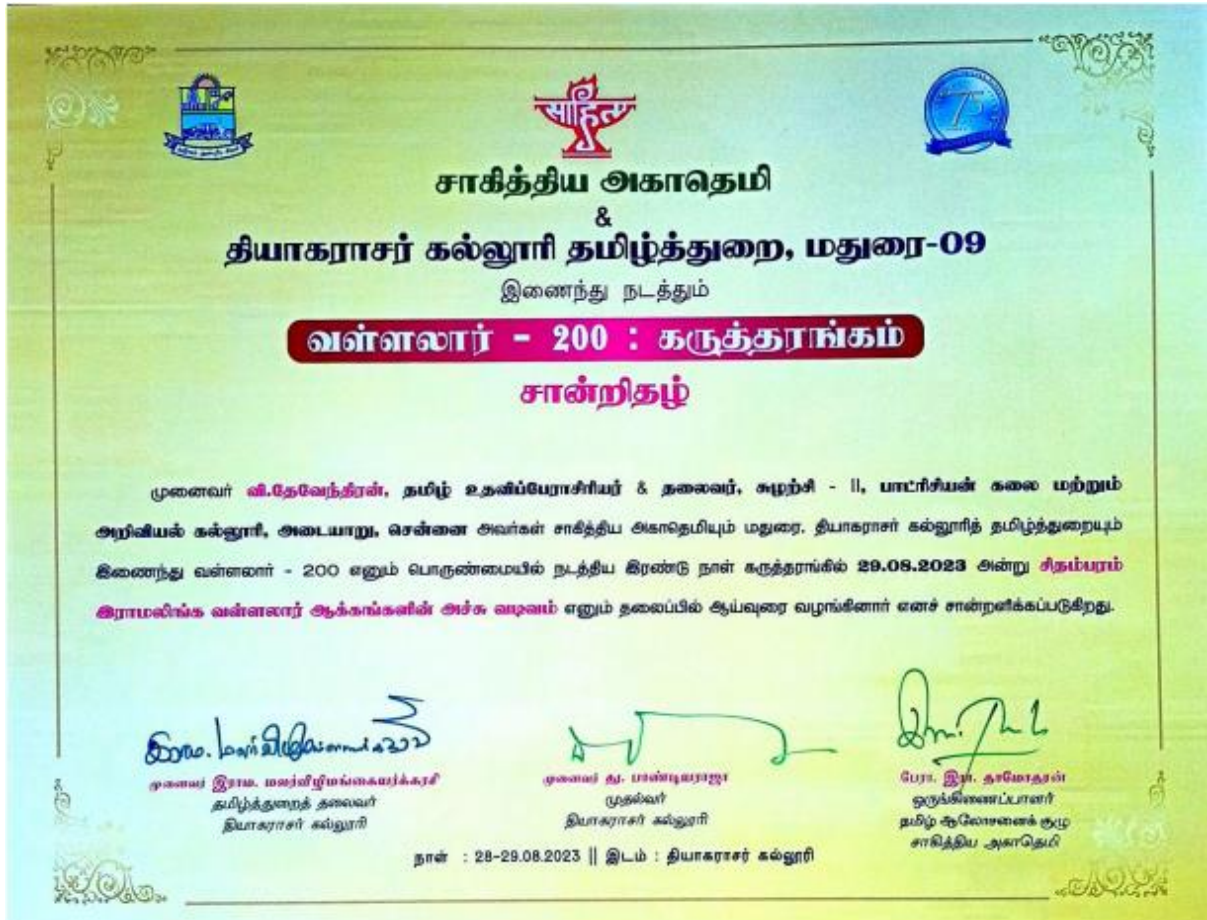 साहित्य
75
சாகித்திய அகாதெமி
&
தியாகராசர் கல்லூரி தமிழ்த்துறை, மதுரை-09
இணைந்து நடத்தும்
வள்ளலார் - 200 : கருத்தரங்கம்
சான்றிதழ்
முனைவர் வி.தேவேந்திரன், தமிழ் உதவிப்பேராசிரியர் & தலைவர், சுழற்சி - II, பாட்ரிசியன் கலை மற்றும்
அறிவியல் கல்லூரி, அடையாறு, சென்னை அவர்கள் சாகித்திய அகாதெமியும் மதுரை, தியாகராசர் கல்லூரித் தமிழ்த்துறையும்
இணைந்து வள்ளலார் - 200 எனும் பொருண்மையில் நடத்திய இரண்டு நாள் கருத்தரங்கில் 29.08.2023 அன்று சிதம்பரம்
இராமலிங்க வள்ளலார் ஆக்கங்களின் அச்சு வடிவம் எனும் தலைப்பில் ஆய்வுரை வழங்கினார் எனச் சான்றளிக்கப்படுகிறது.
முனைவர் இராம. மலர்விழிமங்கையர்க்கரசி
தமிழ்த்துறைத் தலைவர்
தியாகராசர் கல்லூரி
முனைவர் து. பாண்டியராஜா
முதல்வர்
தியாகராசர் கல்லூரி
பேரா. இரா. தாமோதரன்
ஒருங்கிணைப்பாளர்
தமிழ் ஆலோசனைக் குழு
சாகித்திய அகாதெமி
நாள் : 28-29.08.2023 || இடம் : தியாகராசர் கல்லூரி